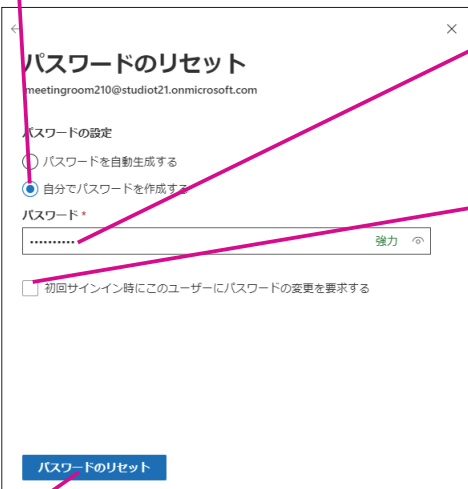 パスワードのリセット
meetingroom210@studiot21.onmicrosoft.com
パスワードの設定
パスワードを自動生成する
自分でパスワードを作成する
パスワード *
••••••••••
強力
初回サインイン時にこのユーザーにパスワードの変更を要求する
パスワードのリセット